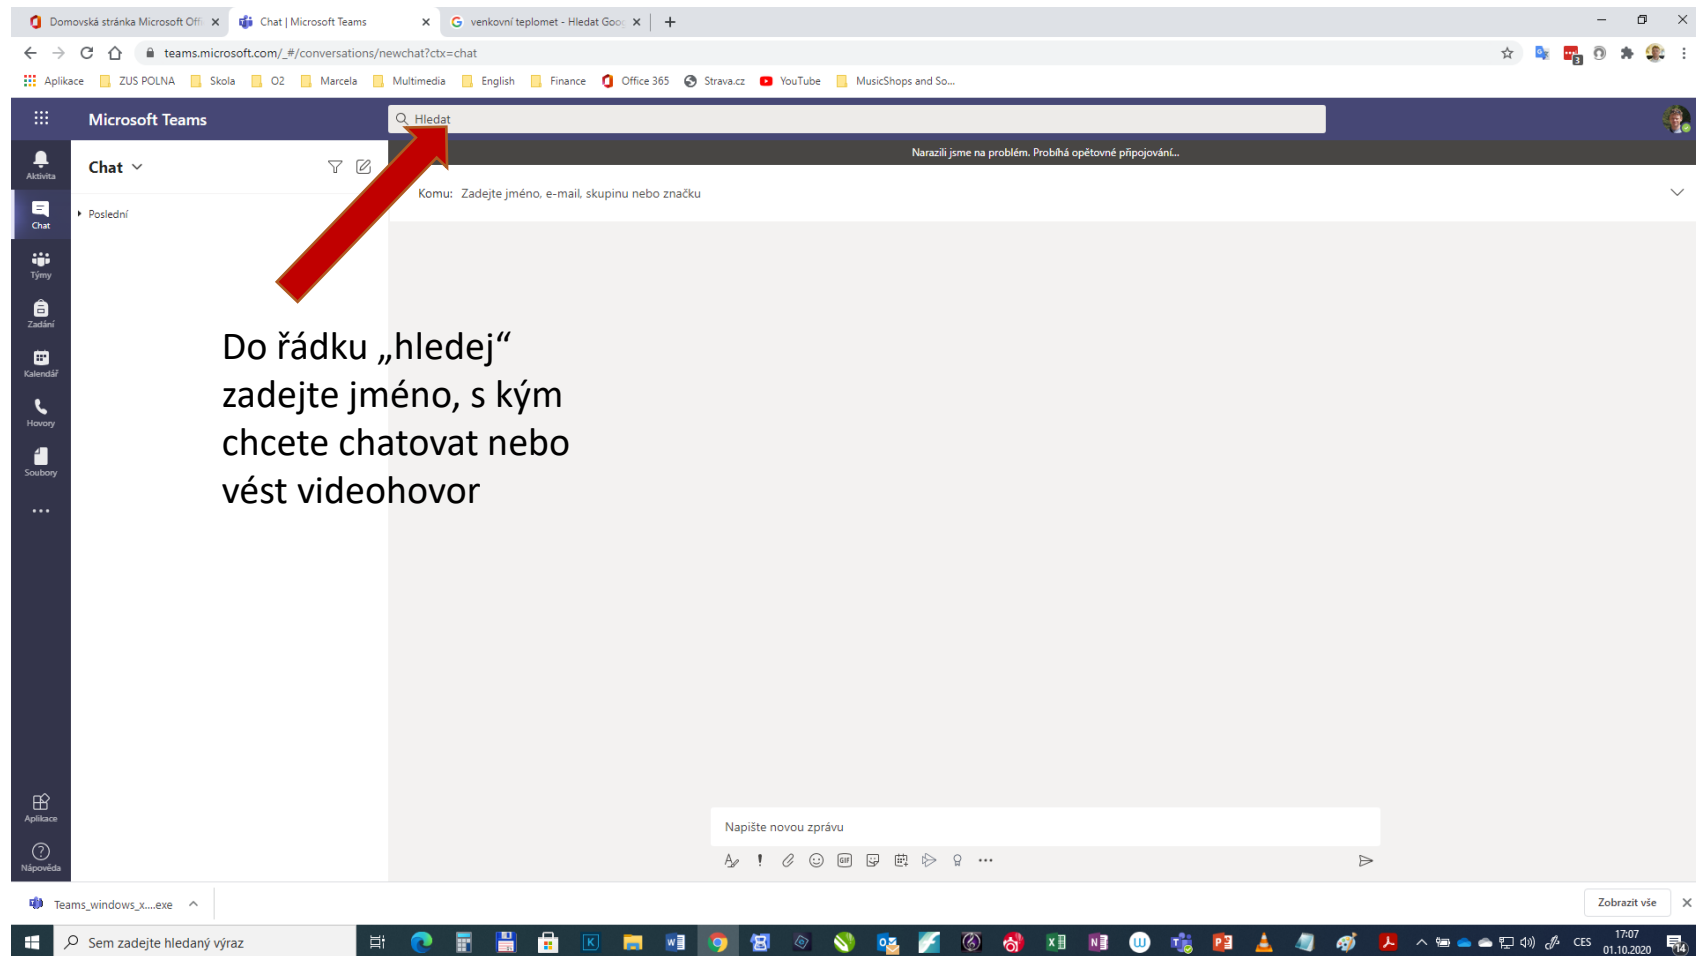 Domovská stránka Microsoft Offi
Chat | Microsoft Teams
venkovní teplomet - Hledat Goog
teams.microsoft.com/_#/conversations/newchat?ctx=chat
Aplikace
ZUS POLNA
Skola
O2
Marcela
Multimedia
English
Finance
Office 365
Strava.cz
YouTube
MusicShops and So...
Microsoft Teams
Hledat
Narazili jsme na problém. Probíhá opětovné připojování...
Aktivita
Chat
Komu: Zadejte jméno, e-mail, skupinu nebo značku
Chat
Poslední
Týmy
Zadání
Kalendář
Hovory
Soubory
Do řádku „hledej“
zadejte jméno, s kým
chcete chatovat nebo
vést videohovor
Aplikace
Nápověda
Napište novou zprávu
GIF
Teams_windows_x....exe
Zobrazit vše
Sem zadejte hledaný výraz
CES
17:07
01.10.2020